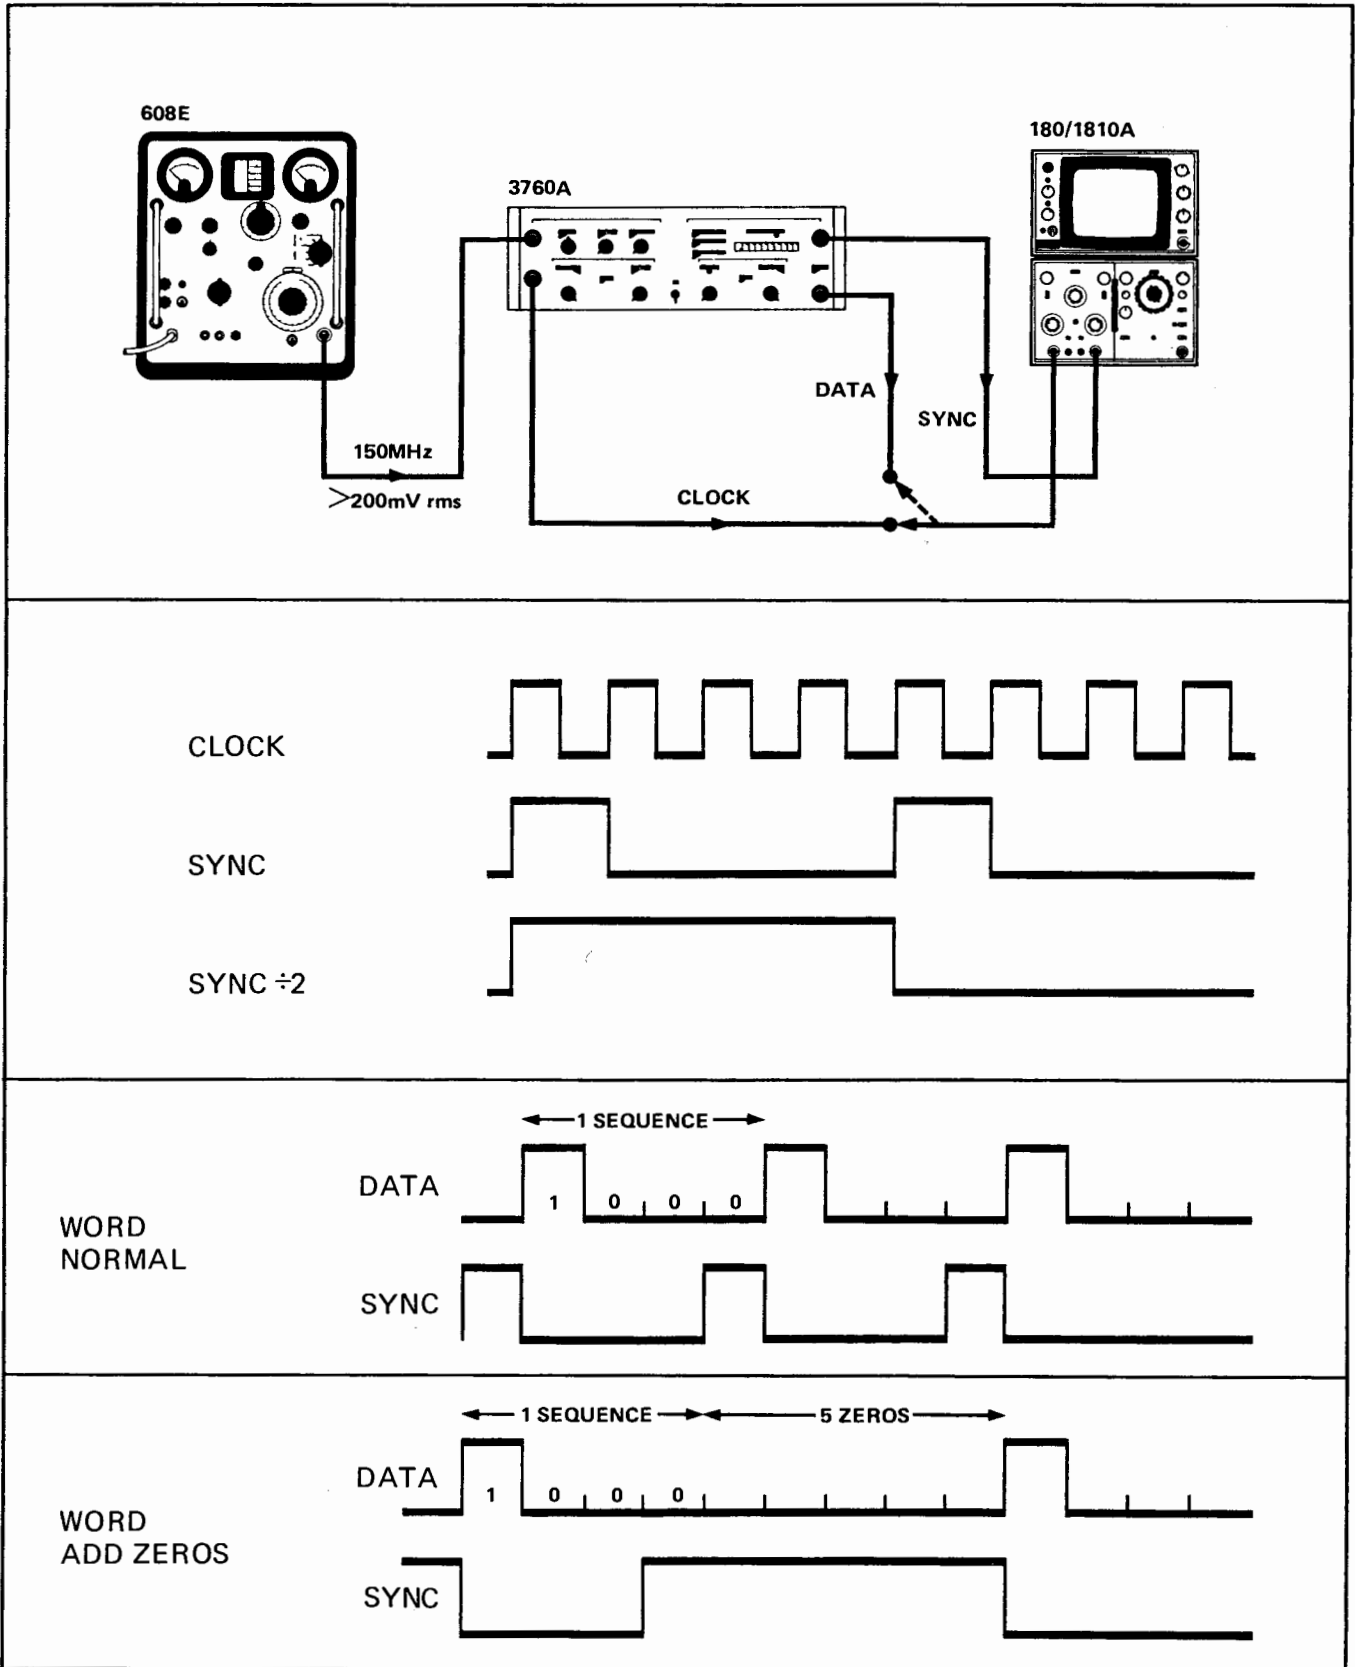 608E
180/1810A
3760A
DATA
SYNC
150MHz
>200mV rms
CLOCK
CLOCK
SYNC
SYNC ÷2
1 SEQUENCE
DATA
1 0 0 0
WORD
NORMAL
SYNC
1 SEQUENCE 5 ZEROS
DATA
1 0 0 0
WORD
ADD ZEROS
SYNC